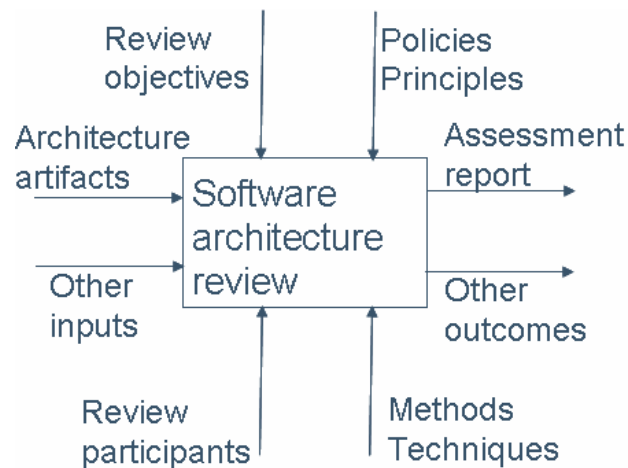 Review
objectives
Policies
Principles
Architecture
artifacts
Assessment
report
Software
architecture
review
Other
inputs
Other
outcomes
Review
participants
Methods
Techniques